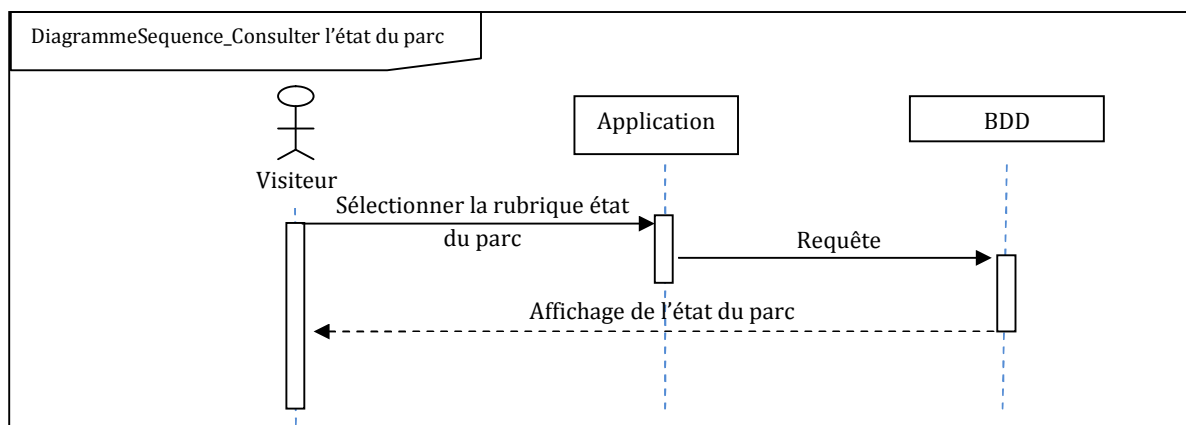 DiagrammeSequence_Consulter l’état du parc
Application
BDD
Visiteur
Sélectionner la rubrique état
du parc
Requête
Affichage de l’état du parc